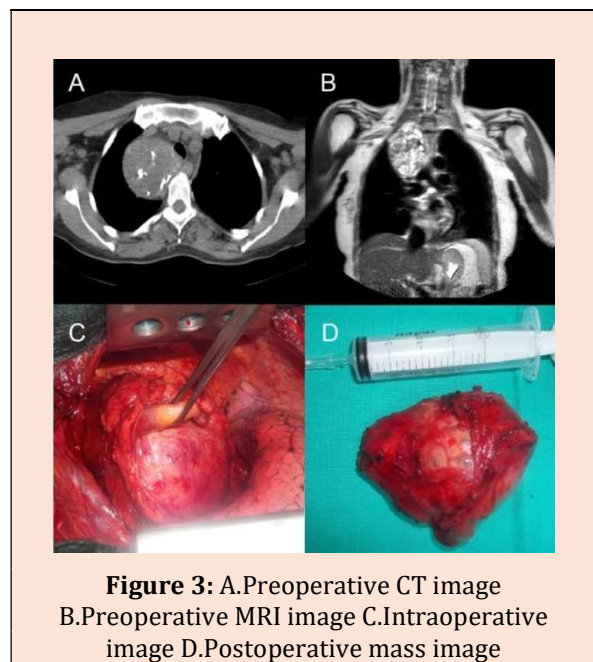 A
B
C
D
Figure 3: A.Preoperative CT image
B.Preoperative MRI image C.Intraoperative
image D.Postoperative mass image